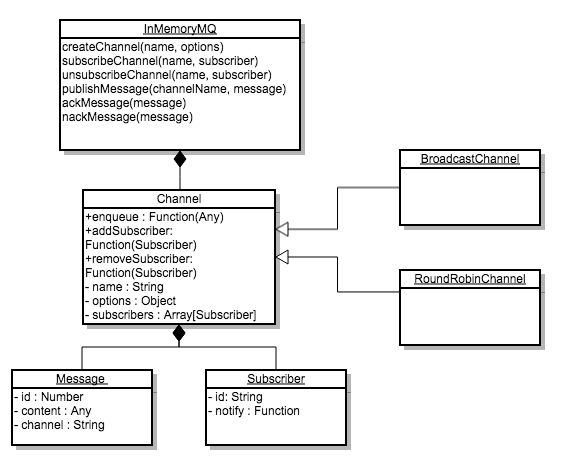 InMemoryMQ
createChannel(name, options)
subscribeChannel(name, subscriber)
unsubscribeChannel(name, subscriber)
publishMessage(channelName, message)
ackMessage(message)
nackMessage(message)
BroadcastChannel
Channel
+enqueue : Function(Any)
+addSubscriber:
Function(Subscriber)
+removeSubscriber:
Function(Subscriber)
- name : String
- options : Object
- subscribers : Array[Subscriber]
RoundRobinChannel
Message
- id : Number
- content : Any
- channel : String
Subscriber
- id: String
- notify : Function